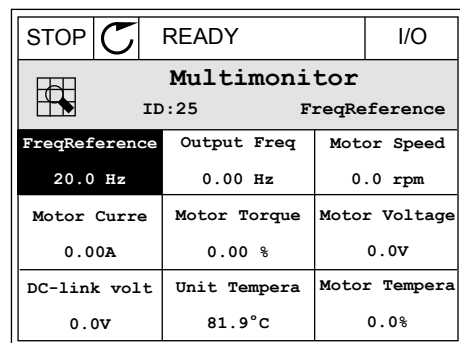 STOP READY I/O
Multimonitor
ID:25 FreqReference
FreqReference Output Freq Motor Speed
20.0 Hz 0.00 Hz 0.0 rpm
Motor Curre Motor Torque Motor Voltage
0.00A 0.00 % 0.0V
DC-link volt Unit Tempera Motor Tempera
0.0V 81.9°C 0.0%